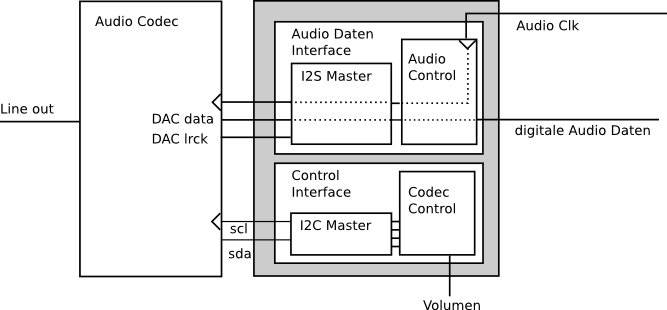 Audio Codec
Audio Daten
Interface
Audio Clk
I2S Master
Audio
Control
Line out
DAC data
DAC lrck
digitale Audio Daten
Control
Interface
Codec
Control
I2C Master
scl
sda
Volumen